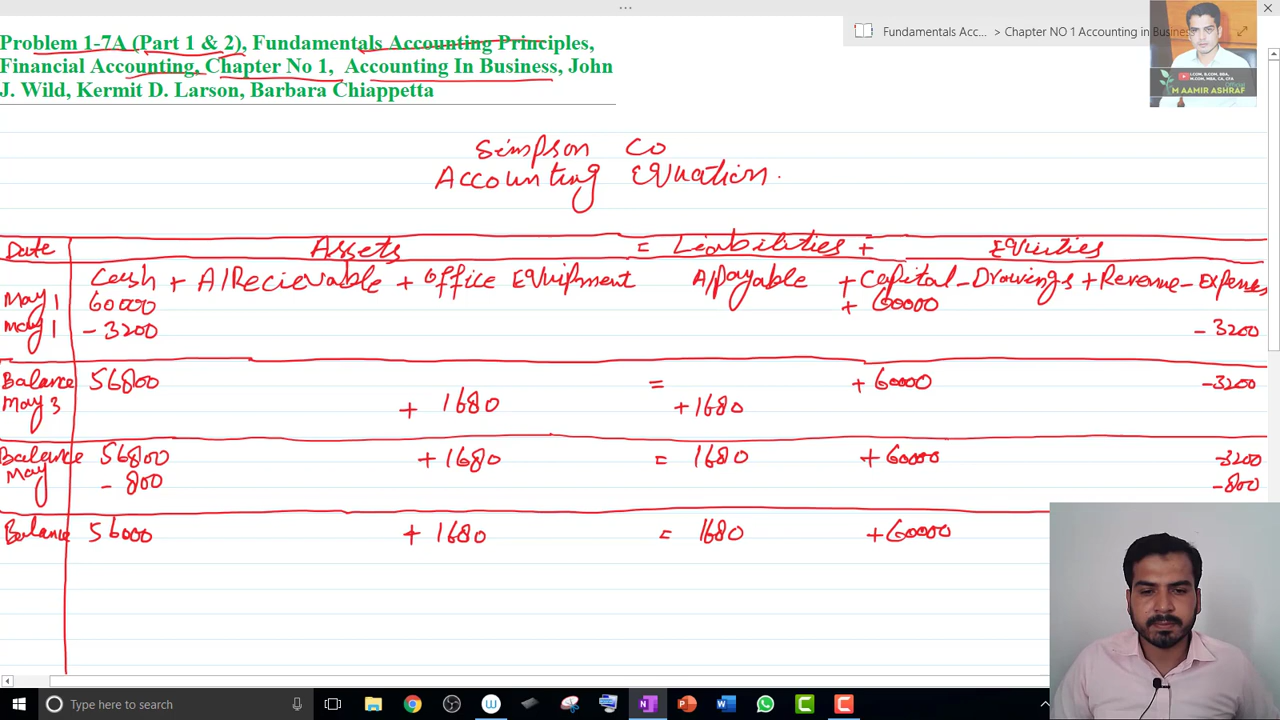 Problem 1-7A (Part 1 & 2), Fundamentals Accounting Principles,
Financial Accounting, Chapter No 1, Accounting In Business, John
J. Wild, Kermit D. Larson, Barbara Chiappetta
Fundamentals Acc... > Chapter NO 1 Accounting in Business
M AAMIR ASHRAF
Simpson Co
Accounting Equation.
Date Assets = Liabilities + Equities
Cash + A/Recievable + Office Equipment A/payable + Capital - Drawings + Revenue - Expenses
May 1 60000 + 60000
May 1 - 3200 - 3200
Balance 56800 = + 60000 -3200
May 3 + 1680 + 1680
Balance 56800 + 1680 = 1680 + 60000 -3200
May - 800 -800
Balance 56000 + 1680 = 1680 + 60000
Type here to search